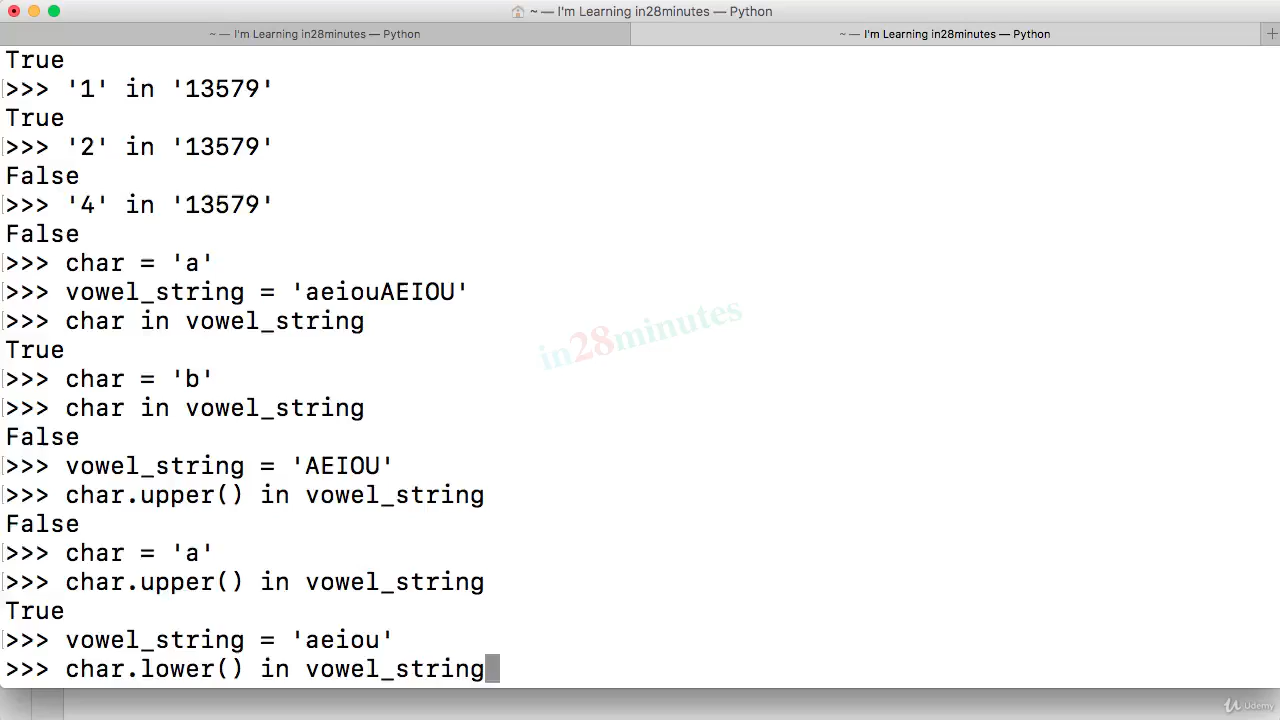 ~ — I'm Learning in28minutes — Python
~ — I'm Learning in28minutes — Python
~ — I'm Learning in28minutes — Python
True
>>> '1' in '13579'
True
>>> '2' in '13579'
False
>>> '4' in '13579'
False
>>> char = 'a'
>>> vowel_string = 'aeiouAEIOU'
>>> char in vowel_string
True
>>> char = 'b'
>>> char in vowel_string
False
>>> vowel_string = 'AEIOU'
>>> char.upper() in vowel_string
False
>>> char = 'a'
>>> char.upper() in vowel_string
True
>>> vowel_string = 'aeiou'
>>> char.lower() in vowel_string
in28minutes
Udemy